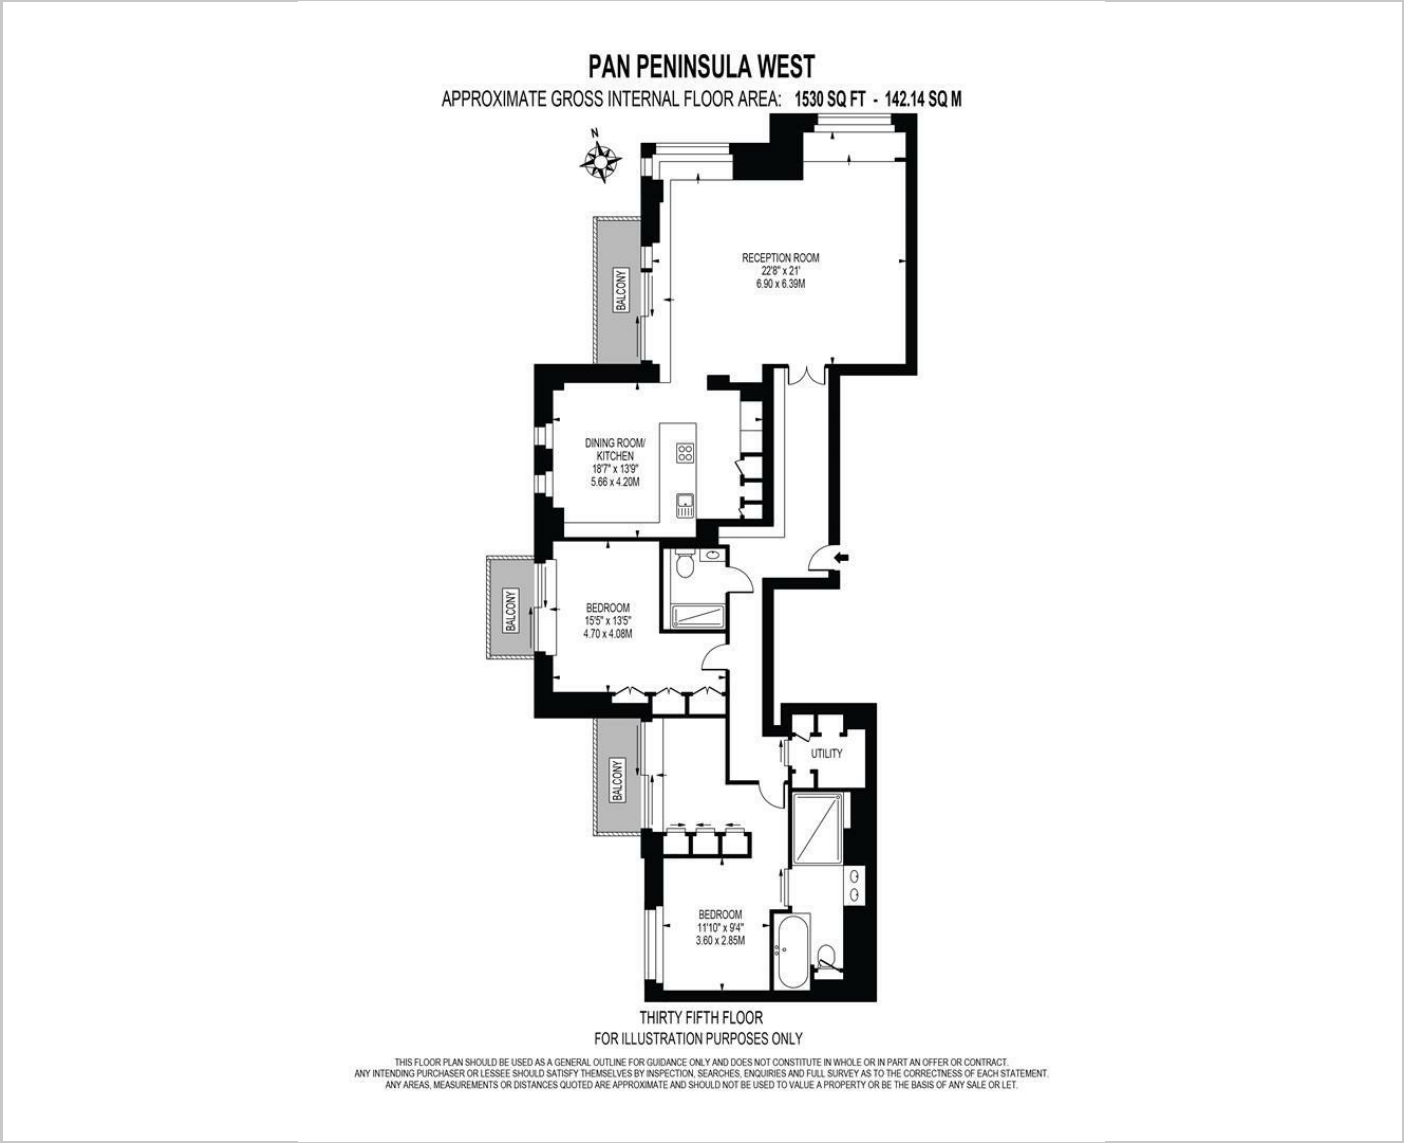 PAN PENINSULA WEST
APPROXIMATE GROSS INTERNAL FLOOR AREA: 1530 SQ FT - 142.14 SQ M
N
RECEPTION ROOM
22'8" x 21'
6.90 x 6.39M
BALCONY
DINING ROOM/
KITCHEN
18'7" x 13'9"
5.66 x 4.20M
BALCONY
BEDROOM
15'5" x 13'5"
4.70 x 4.08M
UTILITY
BALCONY
BEDROOM
11'10" x 9'4"
3.60 x 2.85M
THIRTY FIFTH FLOOR
FOR ILLUSTRATION PURPOSES ONLY
THIS FLOOR PLAN SHOULD BE USED AS A GENERAL OUTLINE FOR GUIDANCE ONLY AND DOES NOT CONSTITUTE IN WHOLE OR IN PART AN OFFER OR CONTRACT.
ANY INTENDING PURCHASER OR LESSEE SHOULD SATISFY THEMSELVES BY INSPECTION, SEARCHES, ENQUIRIES AND FULL SURVEY AS TO THE CORRECTNESS OF EACH STATEMENT.
ANY AREAS, MEASUREMENTS OR DISTANCES QUOTED ARE APPROXIMATE AND SHOULD NOT BE USED TO VALUE A PROPERTY OR BE THE BASIS OF ANY SALE OR LET.